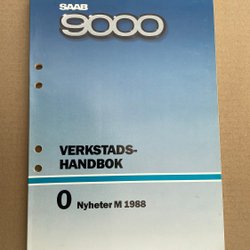 SAAB
9000
VERKSTADS-
HANDBOK
0 Nyheter M 1988